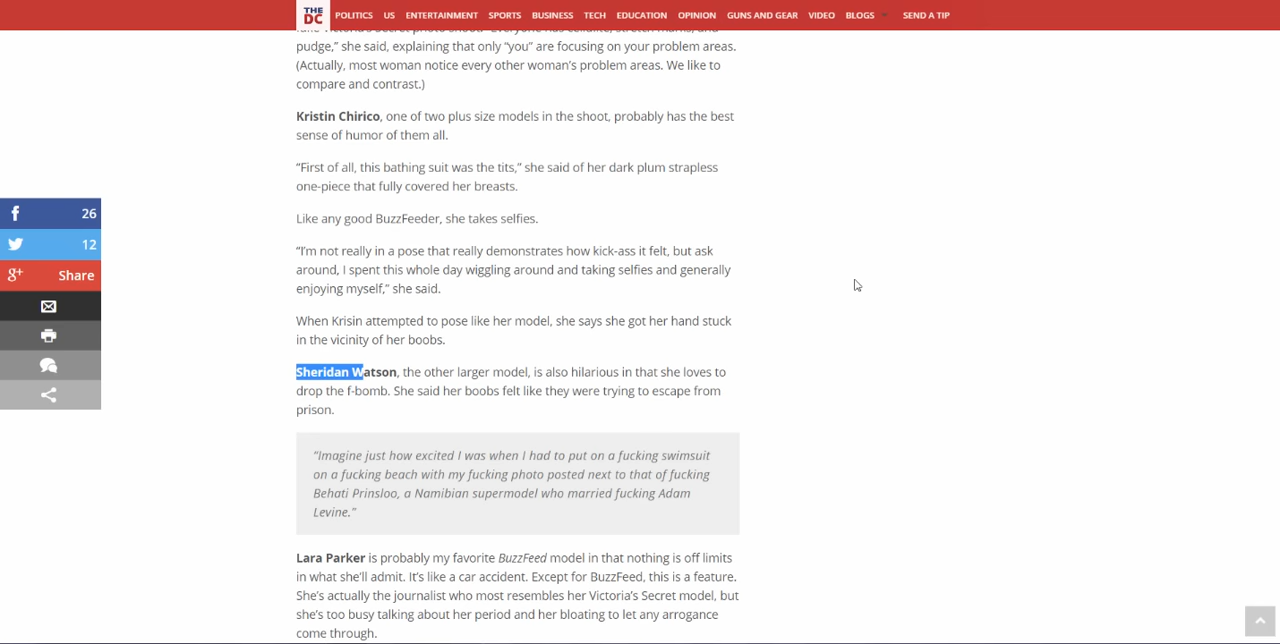 THE
DC
POLITICS US ENTERTAINMENT SPORTS BUSINESS TECH EDUCATION OPINION GUNS AND GEAR VIDEO BLOGS SEND A TIP
pudge,” she said, explaining that only “you” are focusing on your problem areas.
(Actually, most woman notice every other woman’s problem areas. We like to
compare and contrast.)
Kristin Chirico, one of two plus size models in the shoot, probably has the best
sense of humor of them all.
“First of all, this bathing suit was the tits,” she said of her dark plum strapless
one-piece that fully covered her breasts.
26
Like any good BuzzFeeder, she takes selfies.
12
“I’m not really in a pose that really demonstrates how kick-ass it felt, but ask
around, I spent this whole day wiggling around and taking selfies and generally
Share
enjoying myself,” she said.
When Krisin attempted to pose like her model, she says she got her hand stuck
in the vicinity of her boobs.
Sheridan Watson, the other larger model, is also hilarious in that she loves to
drop the f-bomb. She said her boobs felt like they were trying to escape from
prison.
“Imagine just how excited I was when I had to put on a fucking swimsuit
on a fucking beach with my fucking photo posted next to that of fucking
Behati Prinsloo, a Namibian supermodel who married fucking Adam
Levine.”
Lara Parker is probably my favorite BuzzFeed model in that nothing is off limits
in what she’ll admit. It’s like a car accident. Except for BuzzFeed, this is a feature.
She’s actually the journalist who most resembles her Victoria’s Secret model, but
she’s too busy talking about her period and her bloating to let any arrogance
come through.